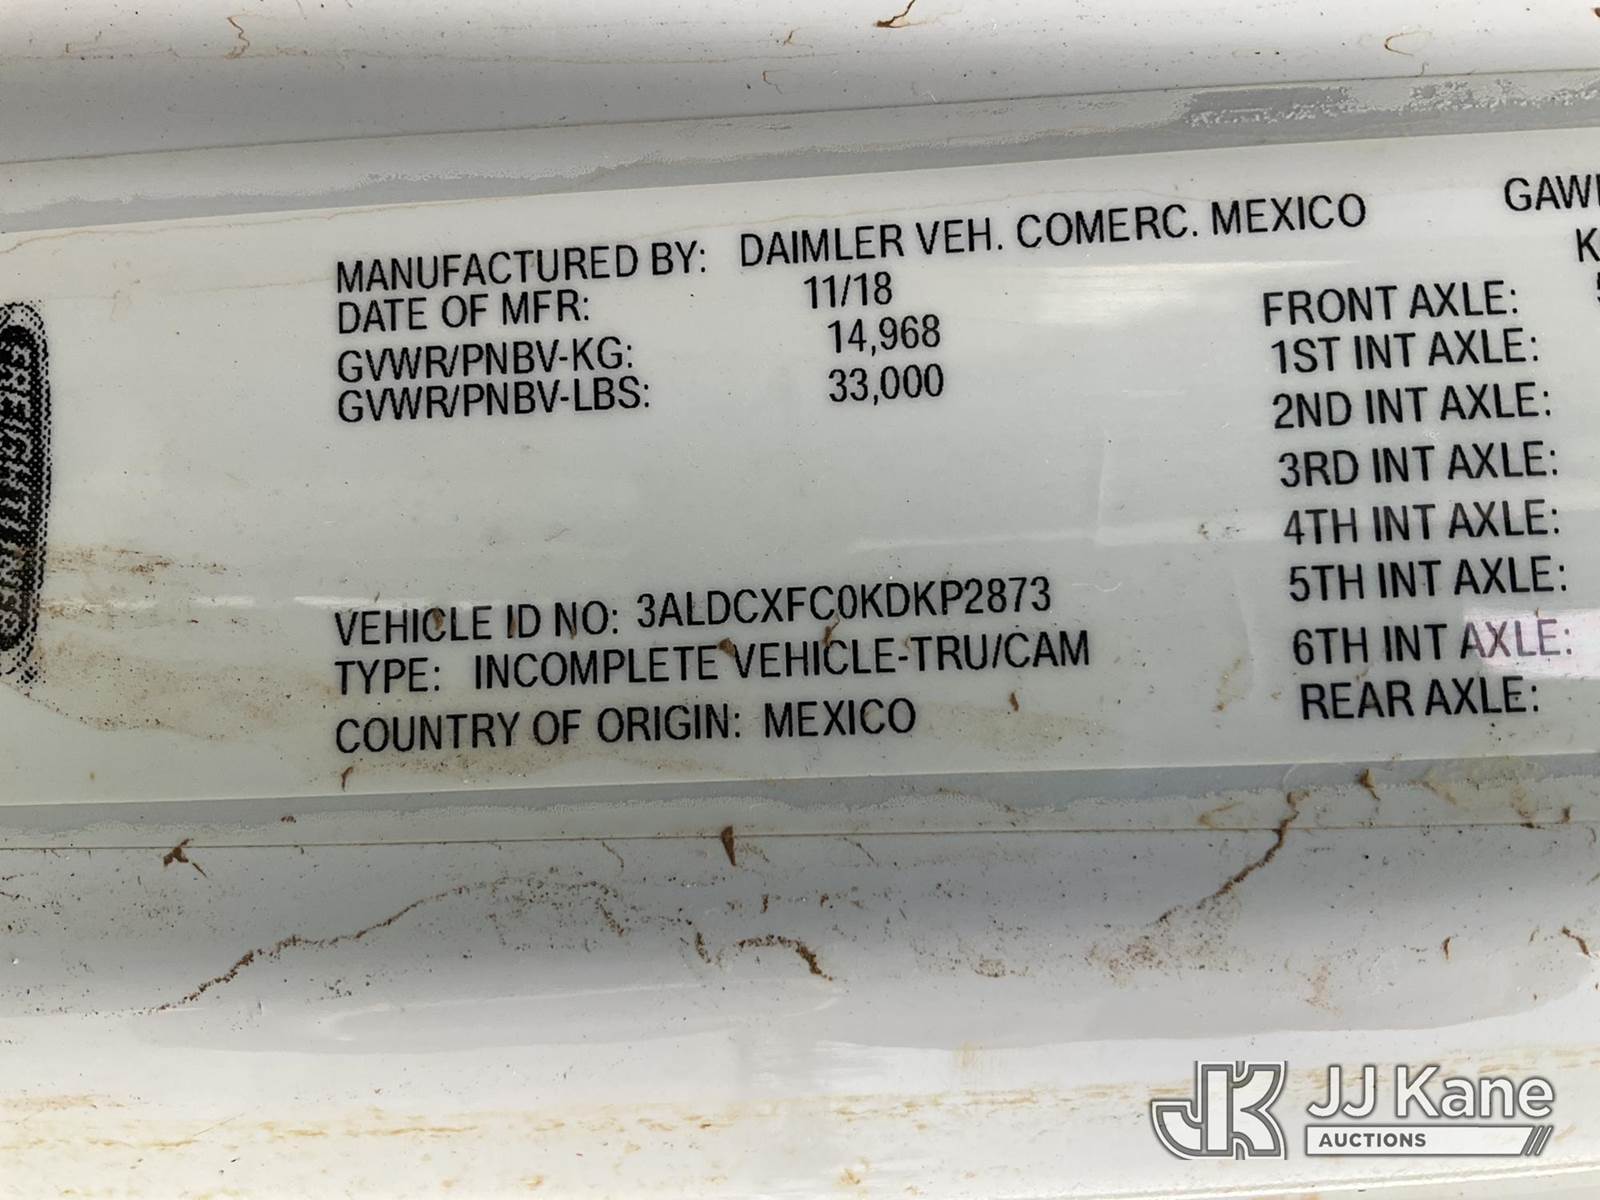 MANUFACTURED BY: DAIMLER VEH. COMERC. MEXICO
DATE OF MFR: 11/18
GVWR/PNBV-KG: 14,968
GVWR/PNBV-LBS: 33,000
VEHICLE ID NO: 3ALDCXFC0KDKP2873
TYPE: INCOMPLETE VEHICLE-TRU/CAM
COUNTRY OF ORIGIN: MEXICO
FRONT AXLE:
1ST INT AXLE:
2ND INT AXLE:
3RD INT AXLE:
4TH INT AXLE:
5TH INT AXLE:
6TH INT AXLE:
REAR AXLE:
JK JJ Kane
AUCTIONS